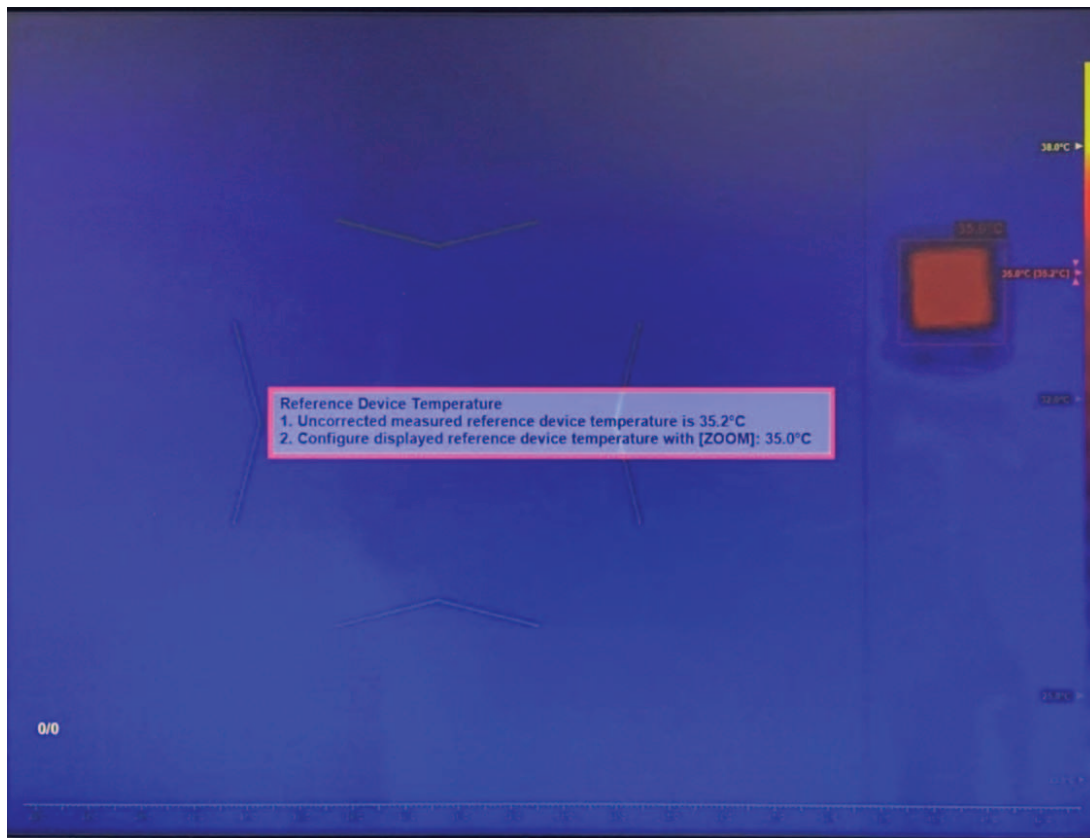 38.0°C
35.0°C
35.0°C [35.2°C]
Reference Device Temperature
1. Uncorrected measured reference device temperature is 35.2°C
2. Configure displayed reference device temperature with [ZOOM]: 35.0°C
0/0